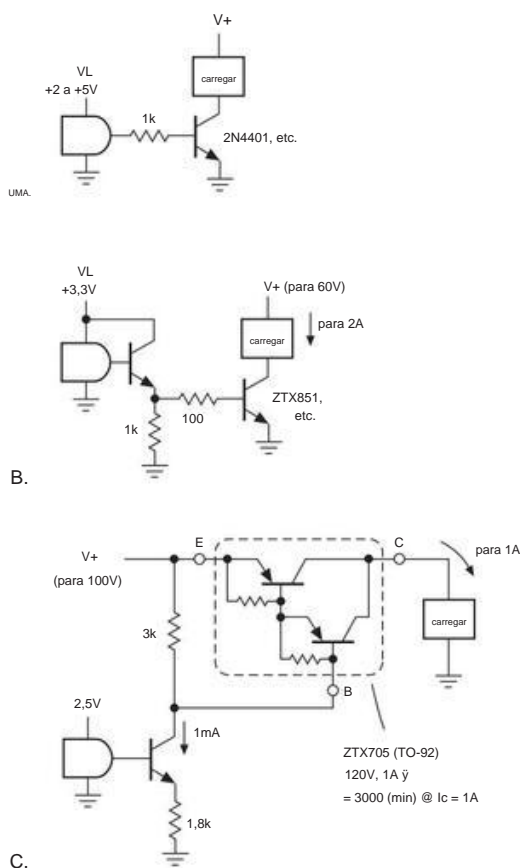 V+
carregar
VL
+2 a +5V
1k
2N4401, etc.
UMA.
VL
+3,3V
V+ (para 60V)
carregar
para 2A
100
ZTX851,
etc.
1k
B.
V+
(para 100V)
E
C
para 1A
carregar
3k
B
2,5V
1mA
1,8k
ZTX705 (TO-92)
120V, 1A ÿ
= 3000 (min) @ Ic = 1A
C.